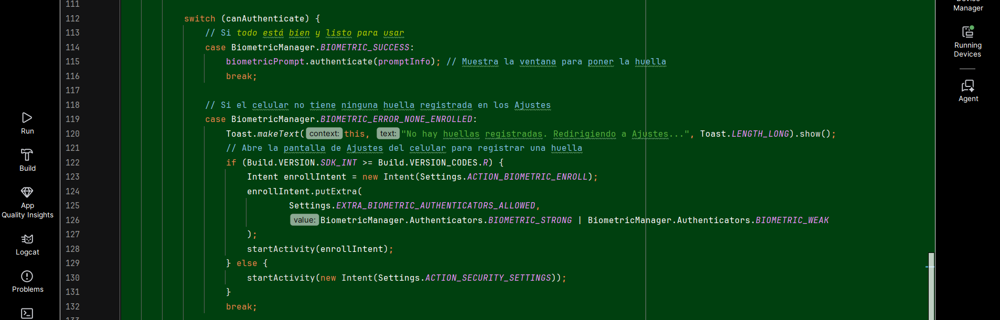 111
112 switch (canAuthenticate) {
113 // Si todo está bien y listo para usar
114 case BiometricManager.BIOMETRIC_SUCCESS:
115 biometricPrompt.authenticate(promptInfo); // Muestra la ventana para poner la huella
116 break;
117
118 // Si el celular no tiene ninguna huella registrada en los Ajustes
119 case BiometricManager.BIOMETRIC_ERROR_NONE_ENROLLED:
120 Toast.makeText( context: this, text: "No hay huellas registradas. Redirigiendo a Ajustes...", Toast.LENGTH_LONG).show();
121 // Abre la pantalla de Ajustes del celular para registrar una huella
122 if (Build.VERSION.SDK_INT >= Build.VERSION_CODES.R) {
123 Intent enrollIntent = new Intent(Settings.ACTION_BIOMETRIC_ENROLL);
124 enrollIntent.putExtra(
125 Settings.EXTRA_BIOMETRIC_AUTHENTICATORS_ALLOWED,
126 value: BiometricManager.Authenticators.BIOMETRIC_STRONG | BiometricManager.Authenticators.BIOMETRIC_WEAK
127 );
128 startActivity(enrollIntent);
129 } else {
130 startActivity(new Intent(Settings.ACTION_SECURITY_SETTINGS));
131 }
132 break;
Run
Build
App
Quality Insights
Logcat
Problems
Manager
Running
Devices
Agent